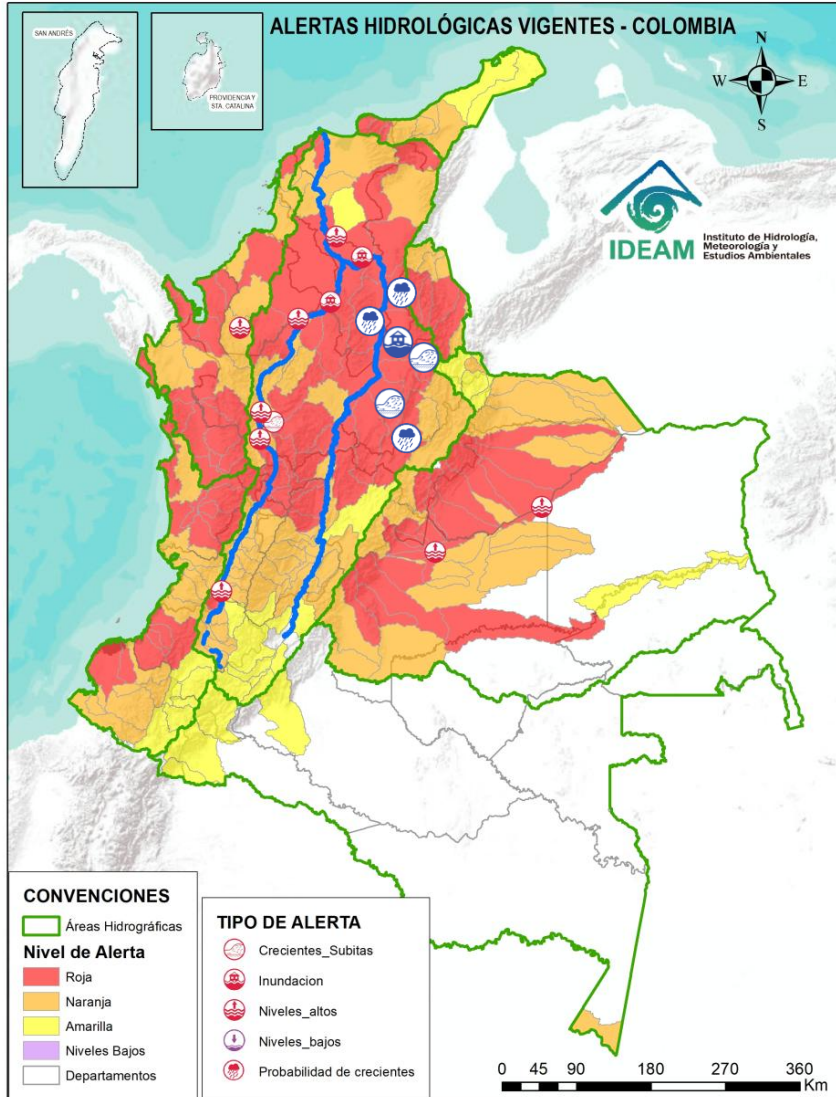 ALERTAS HIDROLÓGICAS VIGENTES - COLOMBIA
SAN ANDRÉS
PROVIDENCIA Y
STA. CATALINA
N
W
E
S
IDEAM
Instituto de Hidrología,
Meteorología y
Estudios Ambientales
CONVENCIONES
Áreas Hidrográficas
Nivel de Alerta
Roja
Naranja
Amarilla
Niveles Bajos
Departamentos
TIPO DE ALERTA
Crecientes_Subitas
Inundacion
Niveles_altos
Niveles_bajos
Probabilidad de crecientes
0 45 90 180 270 360
Km